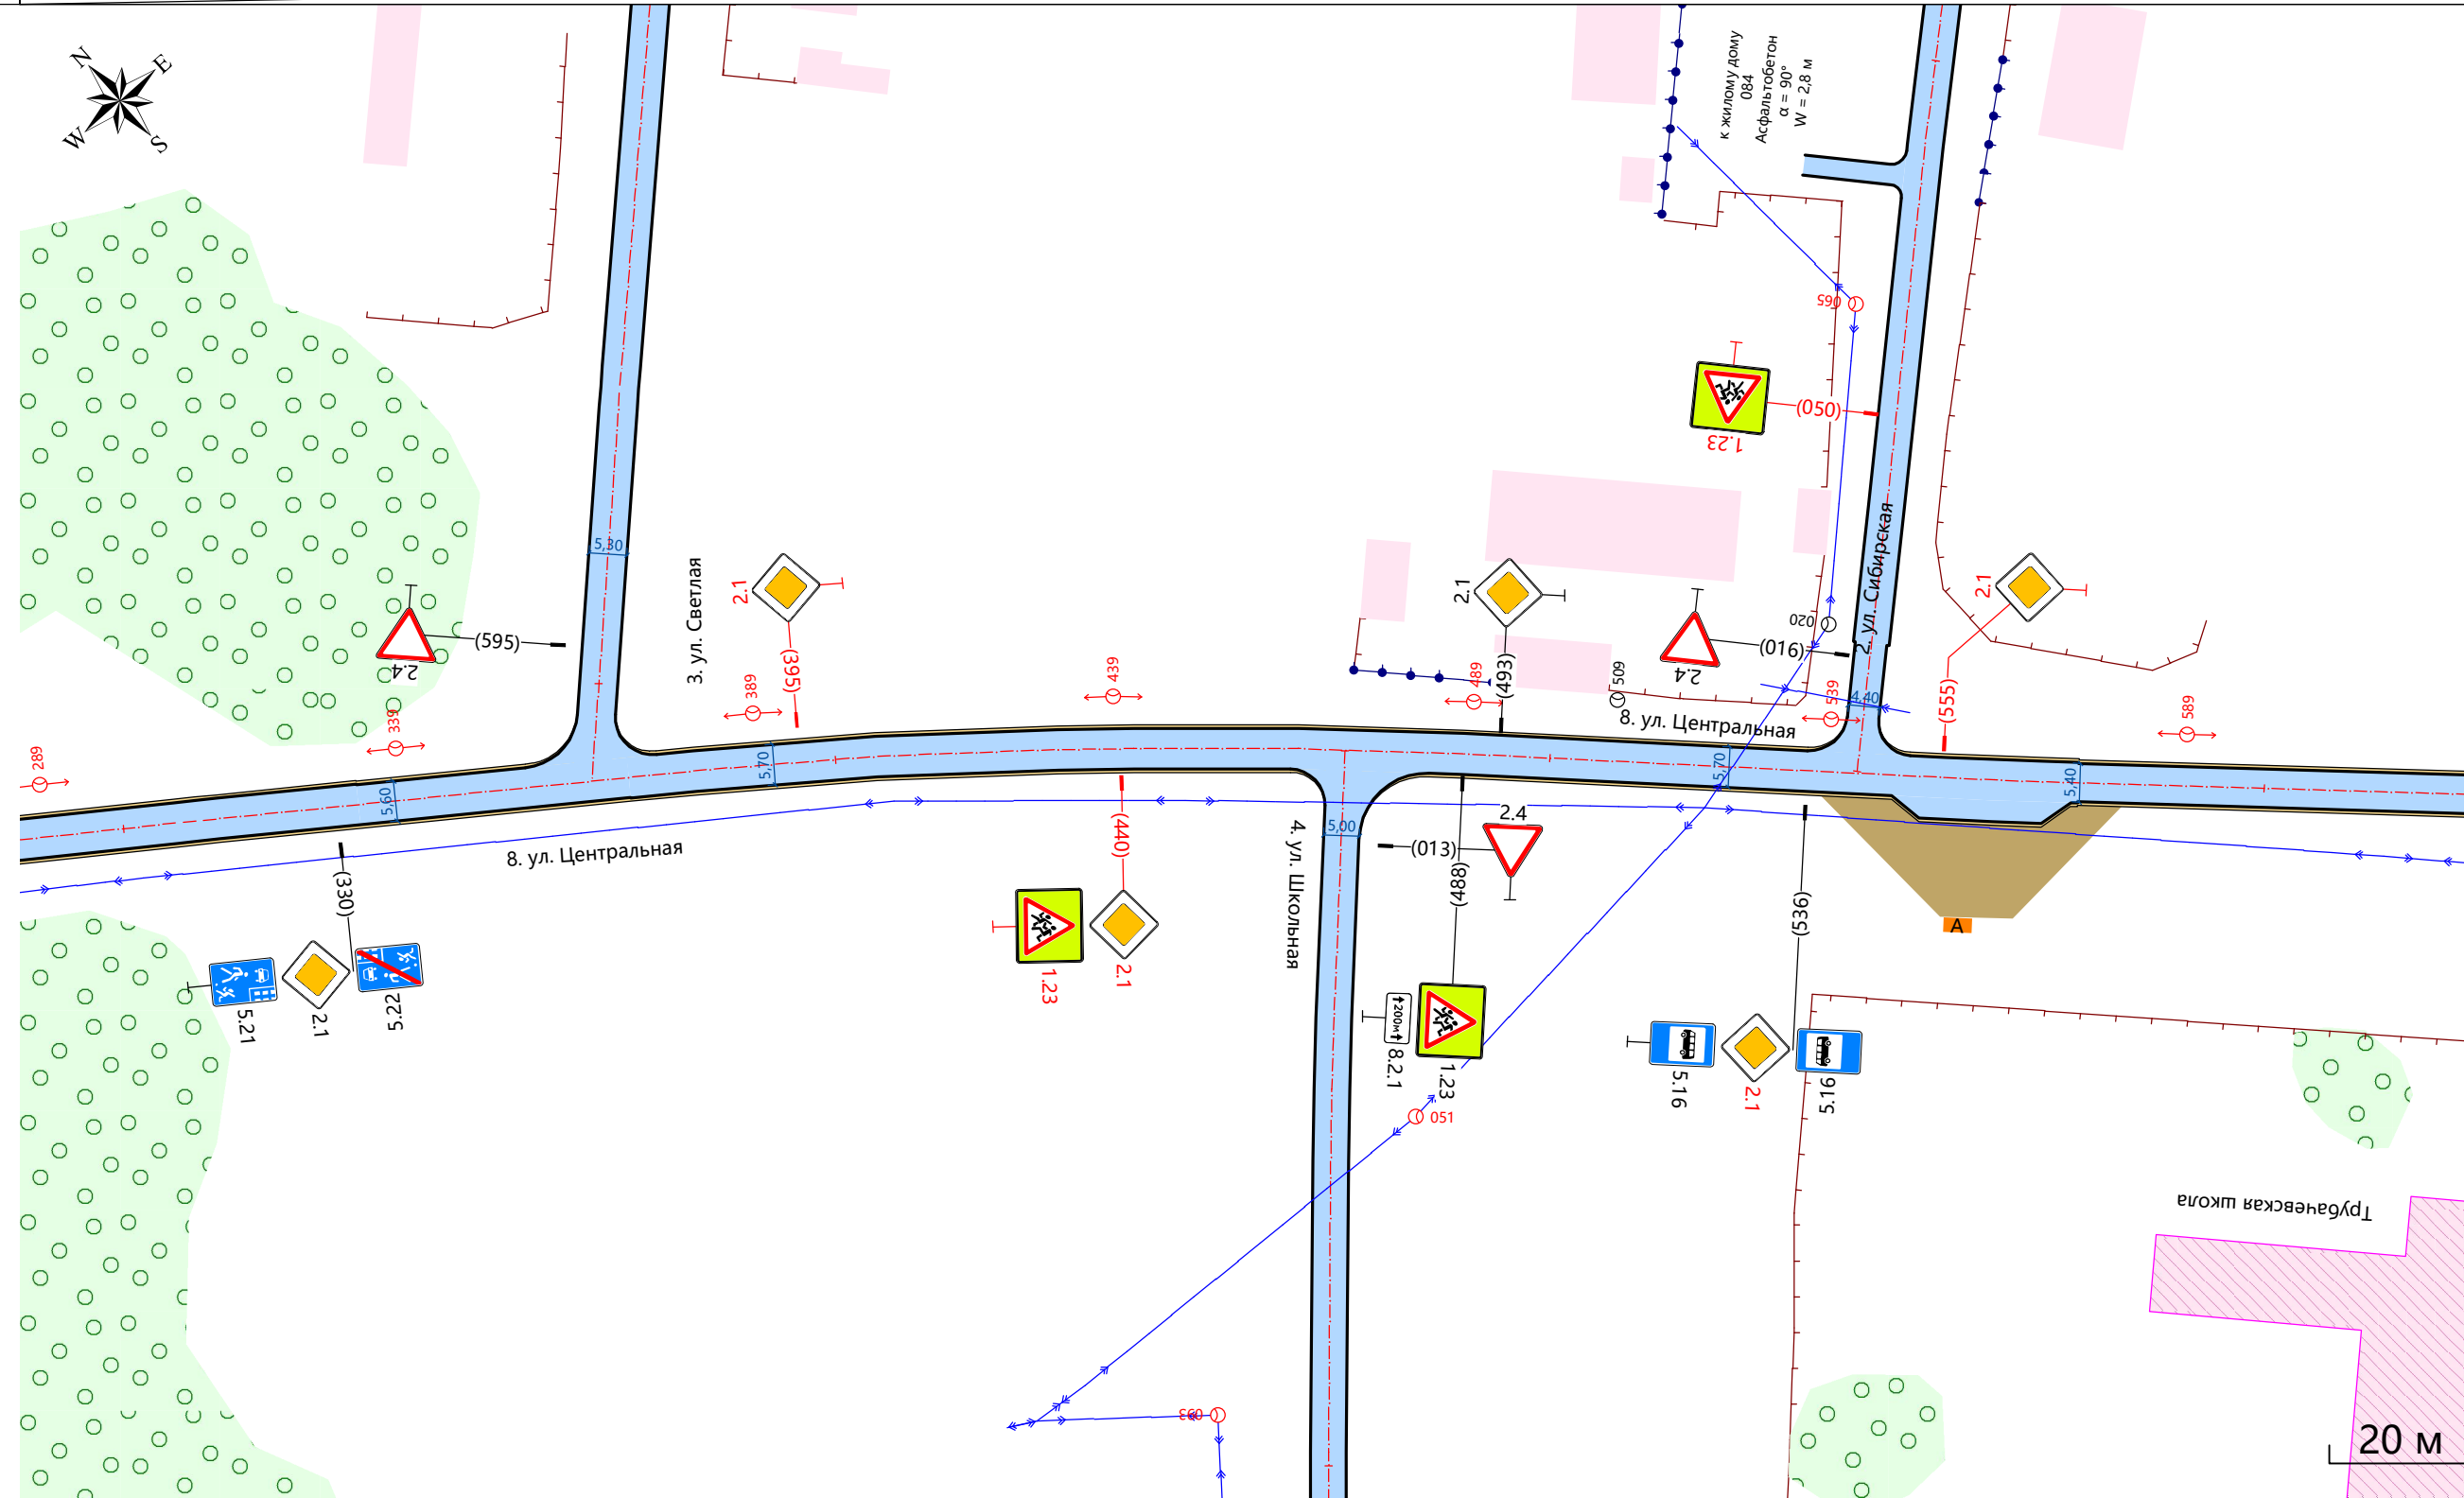 N
E
W
S
к жилому дому
084
Асфальтобетон
α = 90°
W = 2,8 м
065
(050)
1.23
5,30
3. ул. Светлая
2.1
(395)
2.4
(595)
289
339
389
439
489
(493)
2.1
509
2.4
(016)
020
2. ул. Сибирская
4,40
539
2.1
(555)
589
8. ул. Центральная
5,60
5,70
5,70
5,40
5,00
8. ул. Центральная
(330)
5.21
2.1
5.22
(440)
1.23
2.1
4. ул. Школьная
(013)
2.4
(488)
200м
8.2.1
1.23
051
(536)
5.16
2.1
5.16
А
Трубачевская школа
093
20 м